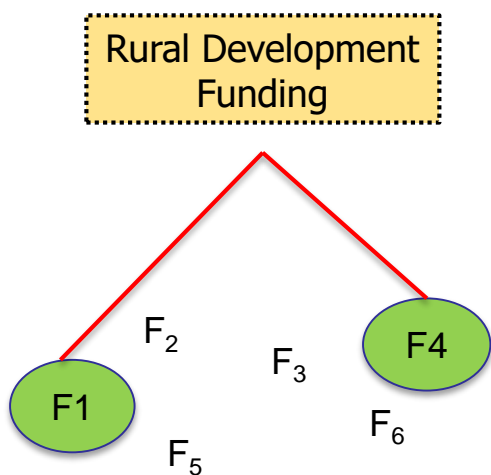 Rural Development
Funding
F₂
F4
F₃
F1
F₆
F₅